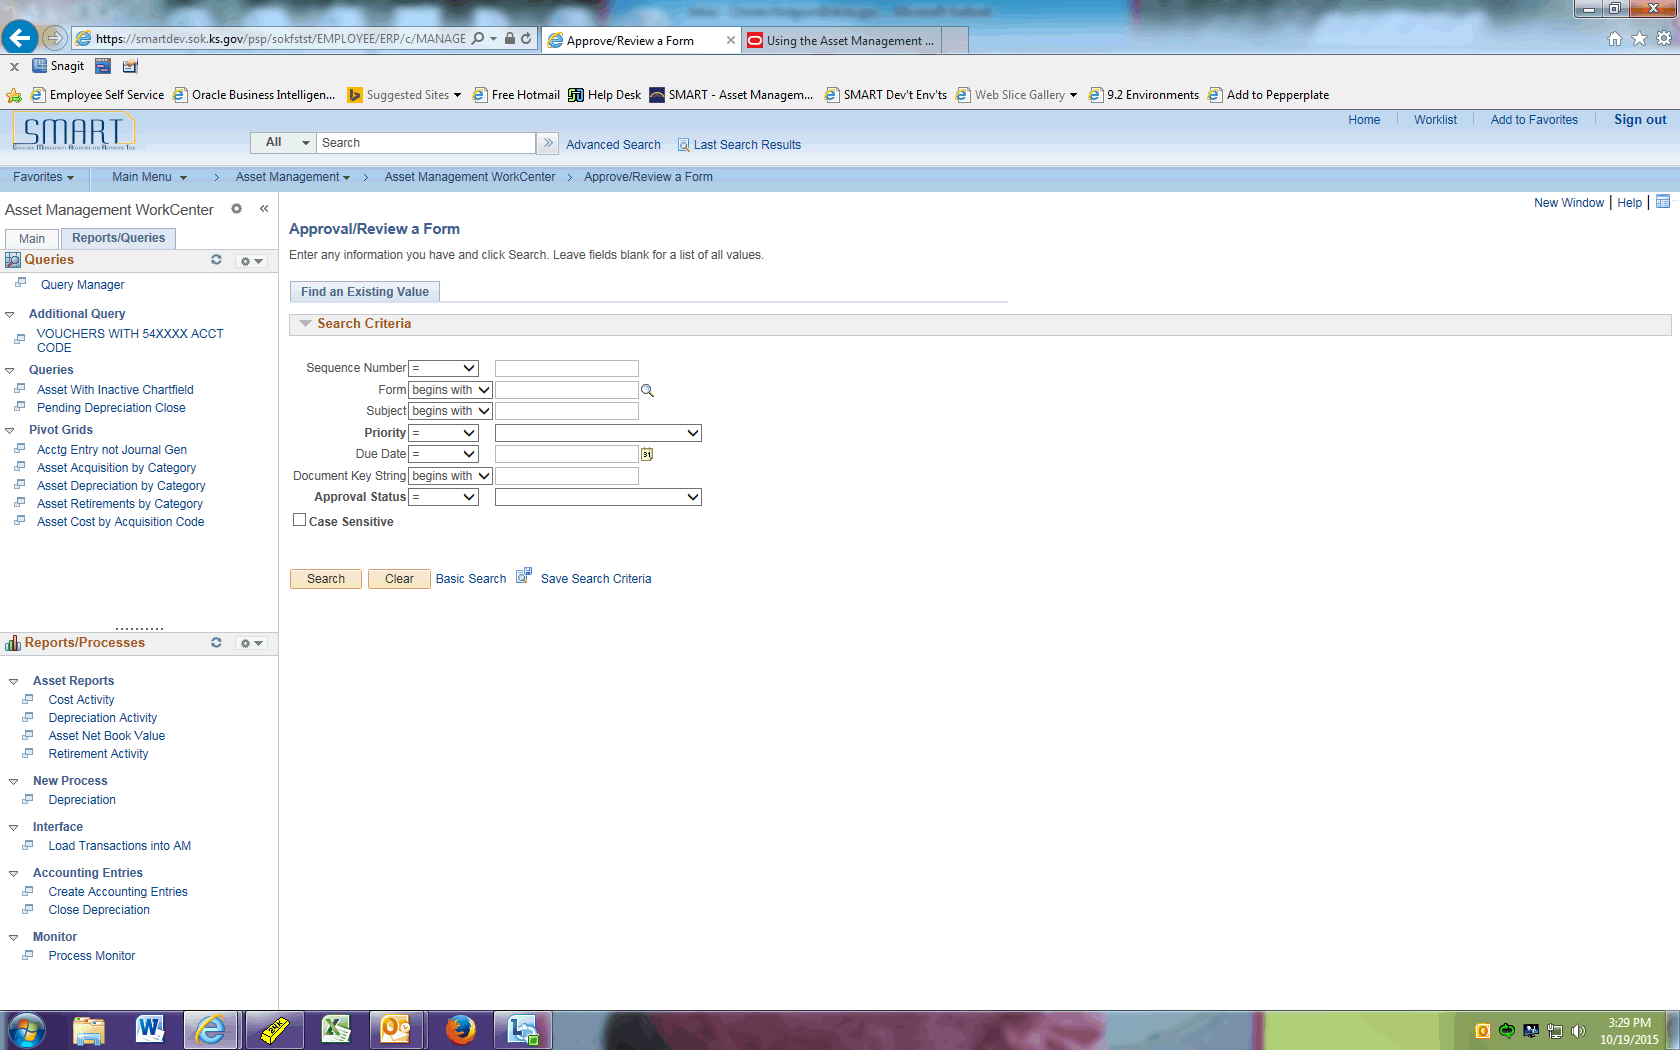 https://smartdev.sok.ks.gov/psp/sokfstst/EMPLOYEE/ERP/c/MANAGE
Approve/Review a Form
Using the Asset Management ...
Snagit
Employee Self Service
Oracle Business Intelligen...
Suggested Sites
Free Hotmail
Help Desk
SMART - Asset Managem...
SMART Dev't Env'ts
Web Slice Gallery
9.2 Environments
Add to Pepperplate
SMART
All
Search
Advanced Search
Last Search Results
Home
Worklist
Add to Favorites
Sign out
Favorites
Main Menu
Asset Management
Asset Management WorkCenter
Approve/Review a Form
New Window
Help
Asset Management WorkCenter
Main
Reports/Queries
Queries
Query Manager
Additional Query
VOUCHERS WITH 54XXXX ACCT
CODE
Queries
Asset With Inactive Chartfield
Pending Depreciation Close
Pivot Grids
Acctg Entry not Journal Gen
Asset Acquisition by Category
Asset Depreciation by Category
Asset Retirements by Category
Asset Cost by Acquisition Code
Reports/Processes
Asset Reports
Cost Activity
Depreciation Activity
Asset Net Book Value
Retirement Activity
New Process
Depreciation
Interface
Load Transactions into AM
Accounting Entries
Create Accounting Entries
Close Depreciation
Monitor
Process Monitor
Approval/Review a Form
Enter any information you have and click Search. Leave fields blank for a list of all values.
Find an Existing Value
Search Criteria
Sequence Number =
Form begins with
Subject begins with
Priority =
Due Date =
31
Document Key String begins with
Approval Status =
Case Sensitive
Search
Clear
Basic Search
Save Search Criteria
3:29 PM
10/19/2015